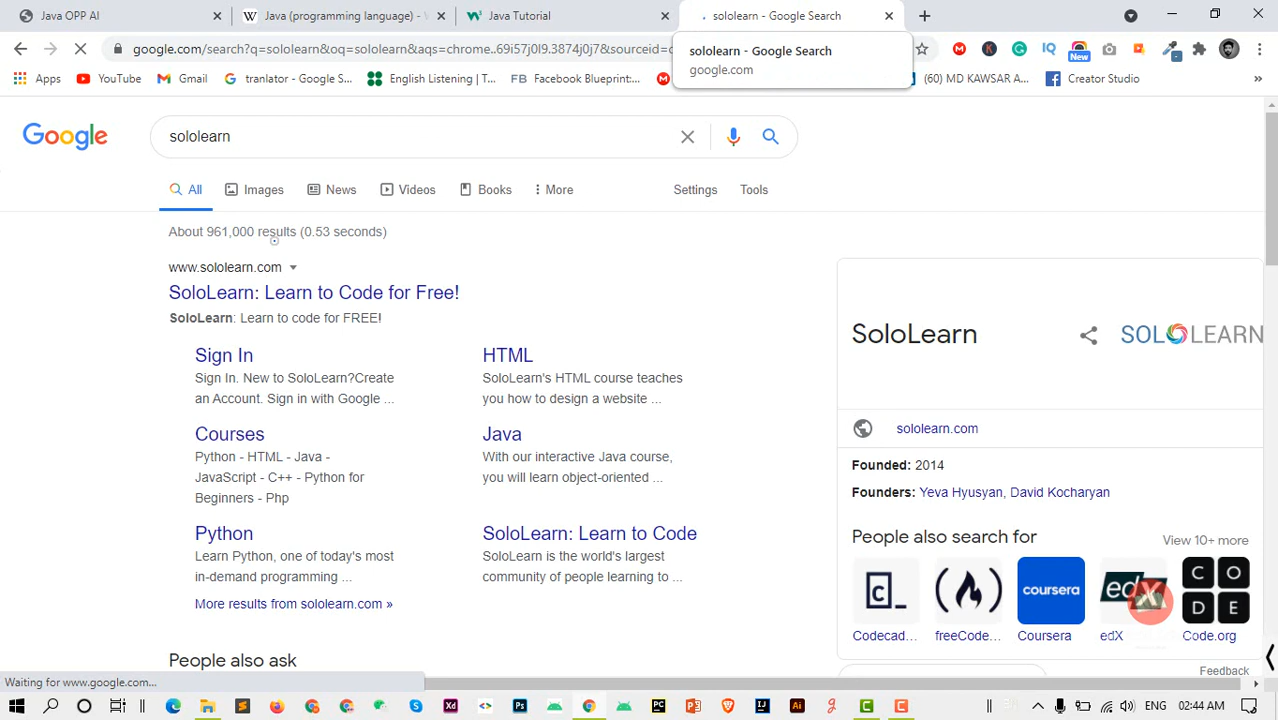 Java OPP AI
Java (programming language) - V
Java Tutorial
sololearn - Google Search
google.com/search?q=sololearn&oq=sololearn&aqs=chrome..69i57j0l9.3874j0j7&sourceid=c
sololearn - Google Search
google.com
New
Apps
YouTube
Gmail
tranlator - Google S...
English Listening | T...
Facebook Blueprint:...
(60) MD KAWSAR A...
Creator Studio
Google
sololearn
All
Images
News
Videos
Books
More
Settings
Tools
About 961,000 results (0.53 seconds)
www.sololearn.com
SoloLearn: Learn to Code for Free!
SoloLearn: Learn to code for FREE!
Sign In
Sign In. New to SoloLearn?Create
an Account. Sign in with Google ...
HTML
SoloLearn's HTML course teaches
you how to design a website ...
Courses
Python - HTML - Java -
JavaScript - C++ - Python for
Beginners - Php
Java
With our interactive Java course,
you will learn object-oriented ...
Python
Learn Python, one of today's most
in-demand programming ...
SoloLearn: Learn to Code
SoloLearn is the world's largest
community of people learning to ...
More results from sololearn.com »
People also ask
SoloLearn
SOLOLEARN
sololearn.com
Founded: 2014
Founders: Yeva Hyusyan, David Kocharyan
People also search for
View 10+ more
coursera
edX
CODE
Codecad...
freeCode...
Coursera
edX
Code.org
Feedback
Waiting for www.google.com...
02:44 AM